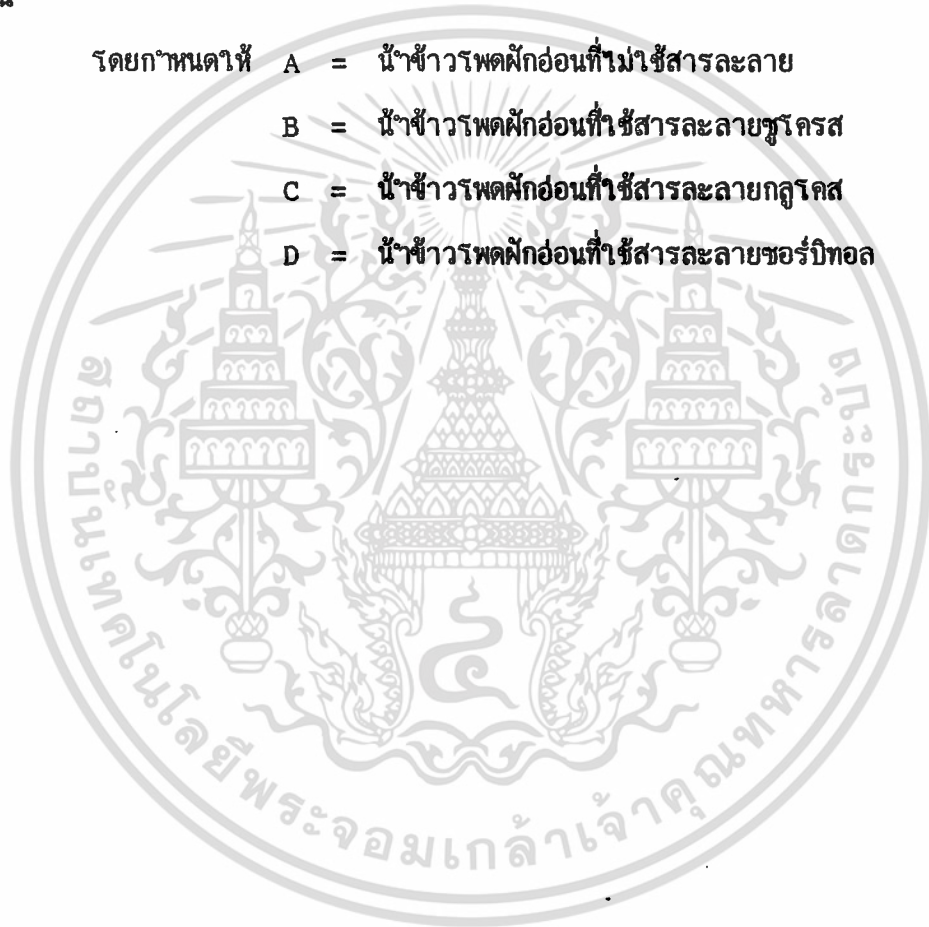 โดยกำหนดให้ A = น้ำข้าวโพดฝักอ่อนที่ไม่ใช้สารละลาย
B = น้ำข้าวโพดฝักอ่อนที่ใช้สารละลายซูโครส
C = น้ำข้าวโพดฝักอ่อนที่ใช้สารละลายกลูโคส
D = น้ำข้าวโพดฝักอ่อนที่ใช้สารละลายซอร์บิทอล
สถาบันเทคโนโลยีพระจอมเกล้าเจ้าคุณทหารลาดกระบัง